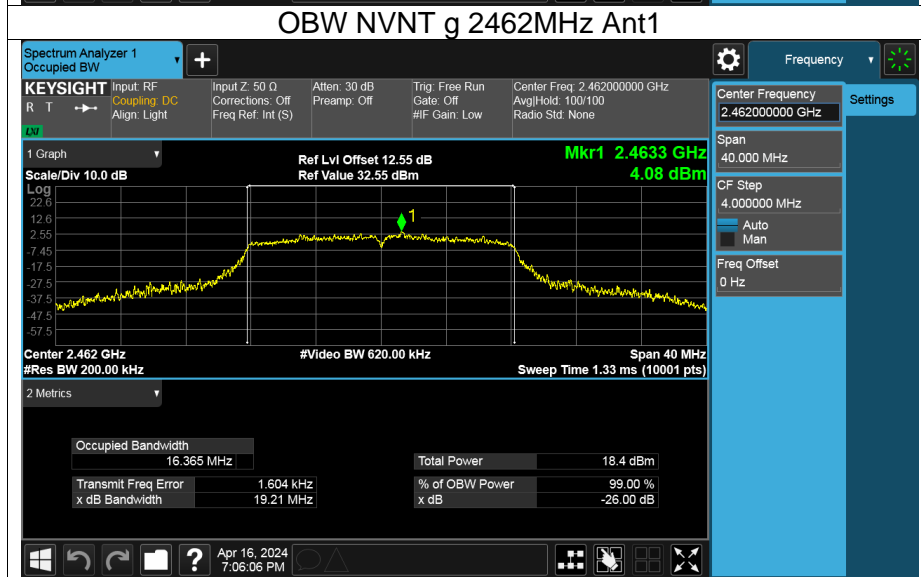 OBW NVNT g 2462MHz Ant1
Spectrum Analyzer 1
Occupied BW
+
Frequency
KEYSIGHT
R T
LXI
Input: RF
Coupling: DC
Align: Light
Input Z: 50 Ω
Corrections: Off
Freq Ref: Int (S)
Atten: 30 dB
Preamp: Off
Trig: Free Run
Gate: Off
#IF Gain: Low
Center Freq: 2.462000000 GHz
Avg|Hold: 100/100
Radio Std: None
Center Frequency
2.462000000 GHz
Settings
Span
40.000 MHz
CF Step
4.000000 MHz
Auto
Man
Freq Offset
0 Hz
1 Graph
Ref Lvl Offset 12.55 dB
Mkr1 2.4633 GHz
Scale/Div 10.0 dB
Ref Value 32.55 dBm
4.08 dBm
Log
22.6
12.6
2.55
-7.45
-17.5
-27.5
-37.5
-47.5
-57.5
1
Center 2.462 GHz
#Video BW 620.00 kHz
Span 40 MHz
#Res BW 200.00 kHz
Sweep Time 1.33 ms (10001 pts)
2 Metrics
Occupied Bandwidth
16.365 MHz
Total Power 18.4 dBm
Transmit Freq Error 1.604 kHz
% of OBW Power 99.00 %
x dB Bandwidth 19.21 MHz
x dB -26.00 dB
?
Apr 16, 2024
7:06:06 PM